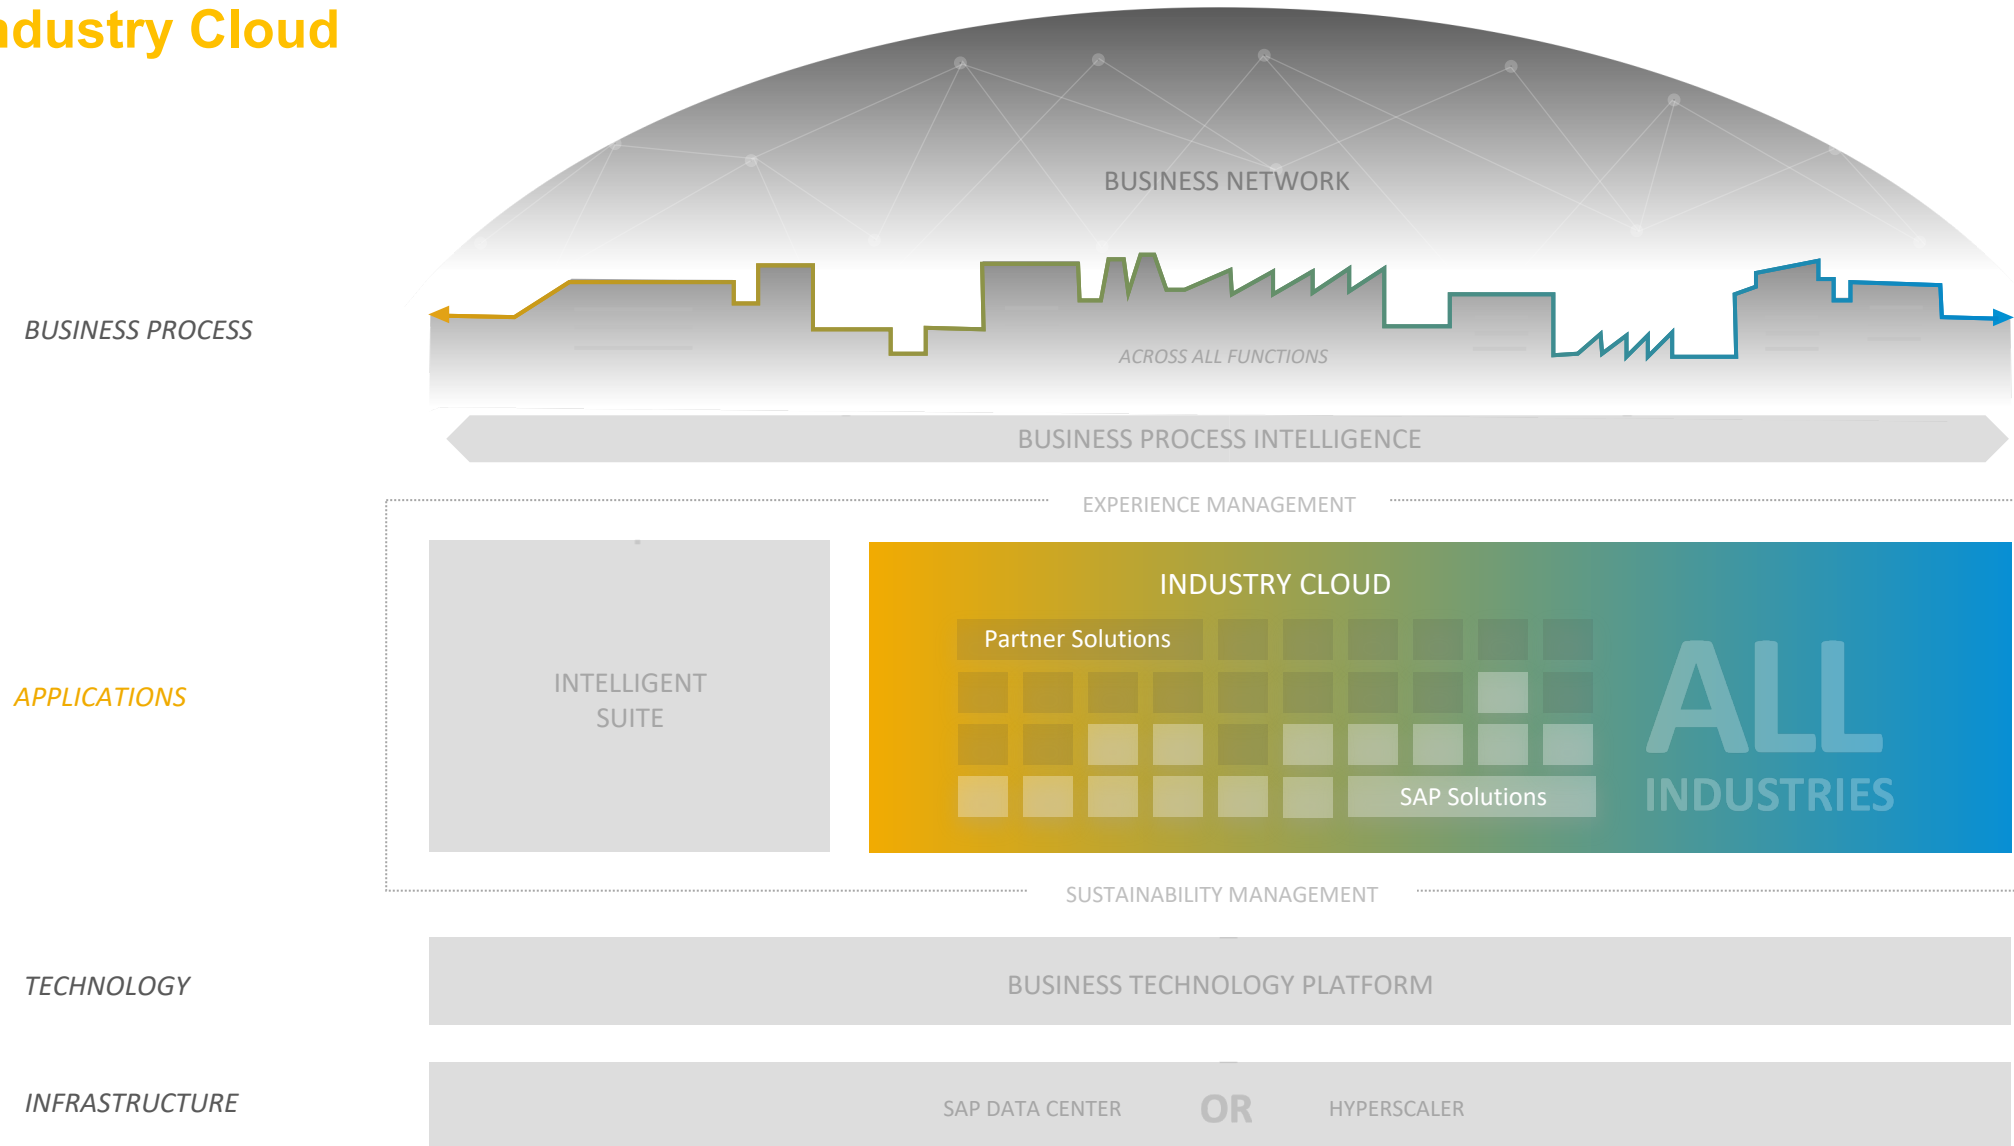 ndustry Cloud
BUSINESS NETWORK
BUSINESS PROCESS
ACROSS ALL FUNCTIONS
BUSINESS PROCESS INTELLIGENCE
EXPERIENCE MANAGEMENT
APPLICATIONS
INTELLIGENT
SUITE
INDUSTRY CLOUD
Partner Solutions
SAP Solutions
ALL
INDUSTRIES
SUSTAINABILITY MANAGEMENT
TECHNOLOGY
BUSINESS TECHNOLOGY PLATFORM
INFRASTRUCTURE
SAP DATA CENTER OR HYPERSCALER